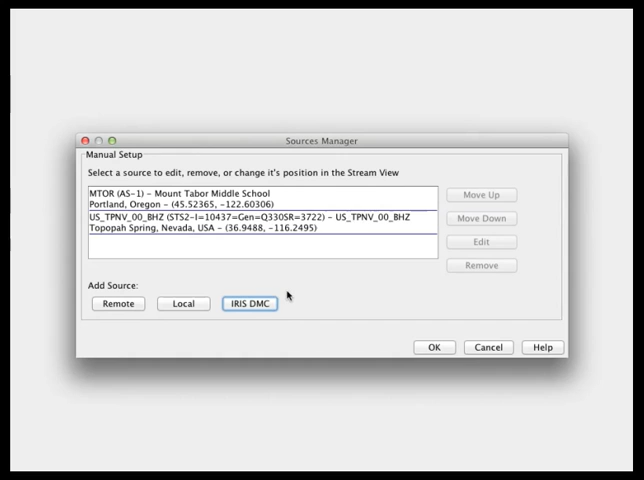 Sources Manager
Manual Setup
Select a source to edit, remove, or change it's position in the Stream View
MTOR (AS-1) - Mount Tabor Middle School
Portland, Oregon - (45.52365, -122.60306)
US_TPNV_00_BHZ (STS2-I=10437=Gen=Q330SR=3722) - US_TPNV_00_BHZ
Topopah Spring, Nevada, USA - (36.9488, -116.2495)
Move Up
Move Down
Edit
Remove
Add Source:
Remote Local IRIS DMC
OK Cancel Help